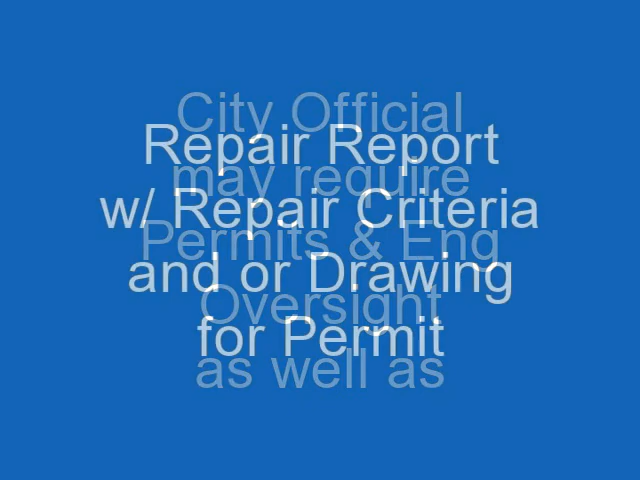 City Official
Repair Report
may require
w/ Repair Criteria
Permits & Eng
and or Drawing
Oversight
for Permit
as well as